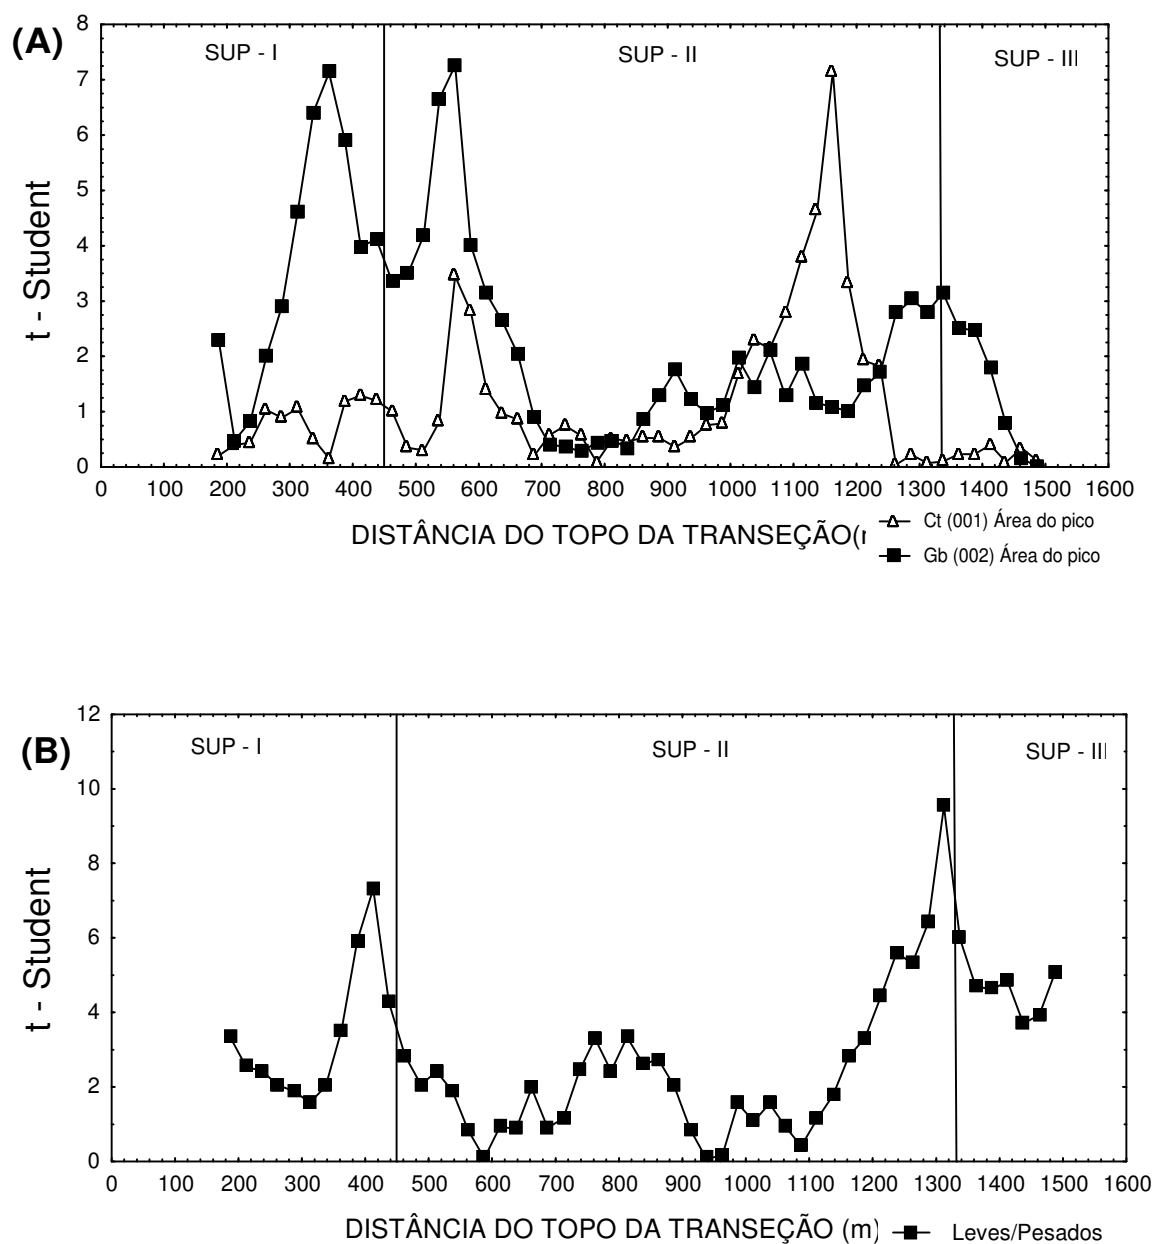 (A)
8
7
6
5
4
3
2
1
0
t - Student
SUP - I
SUP - II
SUP - III
0 100 200 300 400 500 600 700 800 900 1000 1100 1200 1300 1400 1500 1600
DISTÂNCIA DO TOPO DA TRANSEÇÃO(
Ct (001) Área do pico
Gb (002) Área do pico
(B)
12
10
8
6
4
2
0
t - Student
SUP - I
SUP - II
SUP - III
0 100 200 300 400 500 600 700 800 900 1000 1100 1200 1300 1400 1500 1600
DISTÂNCIA DO TOPO DA TRANSEÇÃO (m)
Leves/Pesados